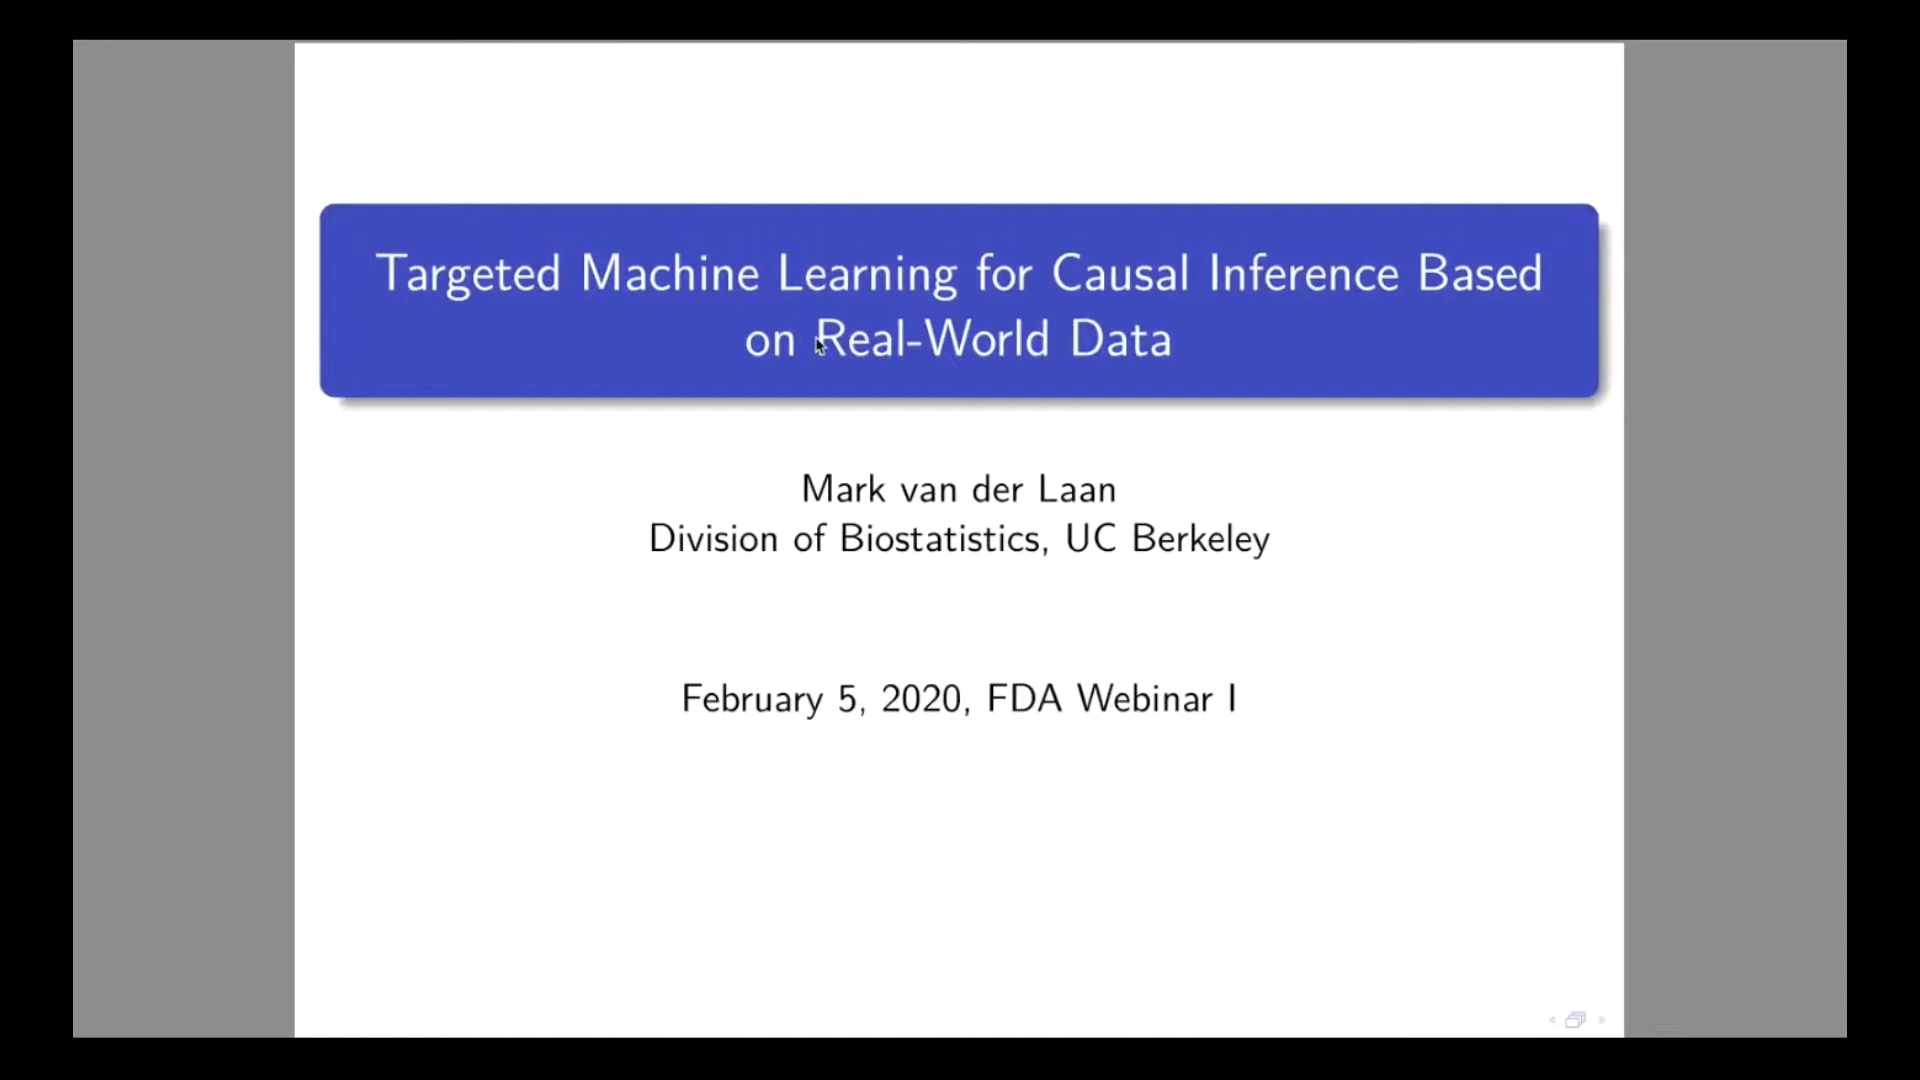 Targeted Machine Learning for Causal Inference Based
on Real-World Data
Mark van der Laan
Division of Biostatistics, UC Berkeley
February 5, 2020, FDA Webinar I